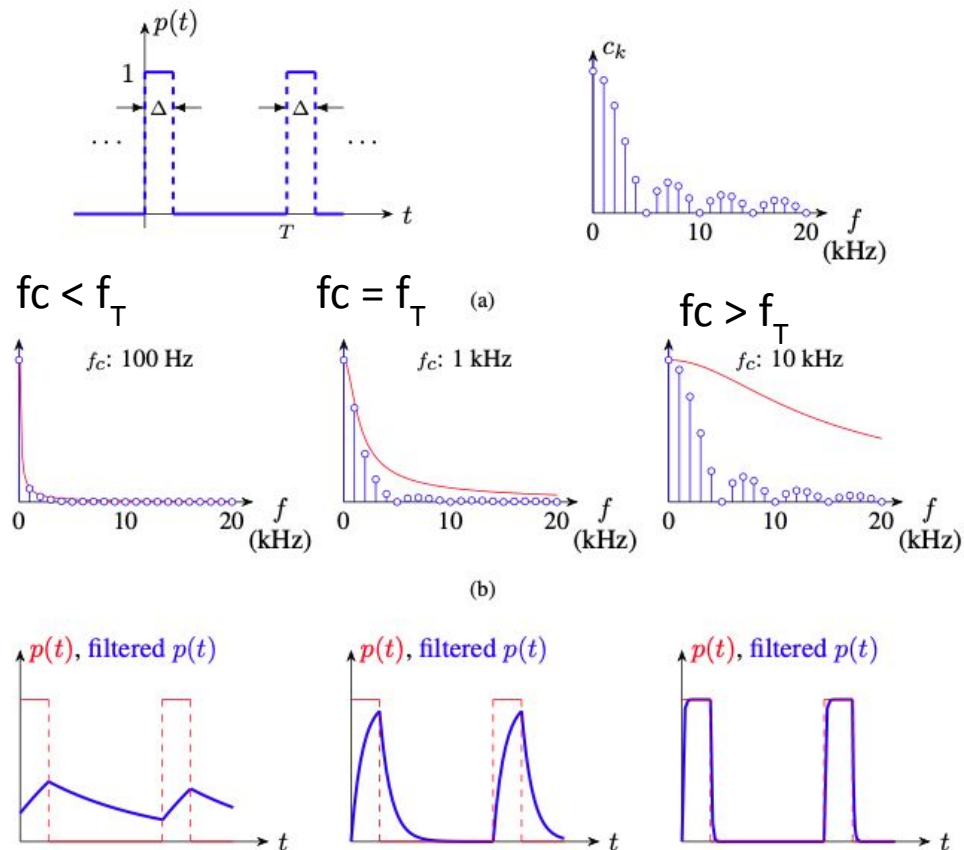 p(t)
1
Δ
Δ
...
...
T
t
c_k
0
10
20
f
(kHz)
(a)
fc < f_T
fc = f_T
fc > f_T
f_c: 100 Hz
f_c: 1 kHz
f_c: 10 kHz
0
10
20
f
(kHz)
0
10
20
f
(kHz)
0
10
20
f
(kHz)
(b)
p(t), filtered p(t)
t
p(t), filtered p(t)
t
p(t), filtered p(t)
t